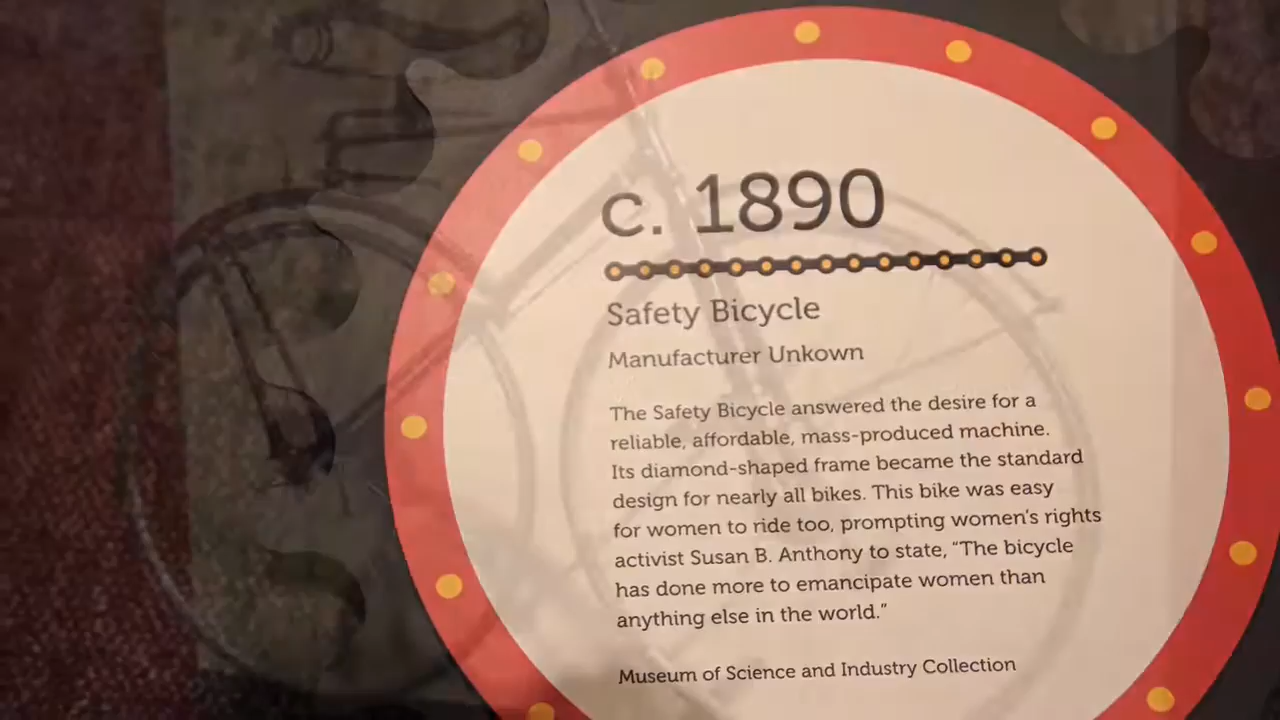 c. 1890
Safety Bicycle
Manufacturer Unkown
The Safety Bicycle answered the desire for a
reliable, affordable, mass-produced machine.
Its diamond-shaped frame became the standard
design for nearly all bikes. This bike was easy
for women to ride too, prompting women’s rights
activist Susan B. Anthony to state, “The bicycle
has done more to emancipate women than
anything else in the world.”
Museum of Science and Industry Collection